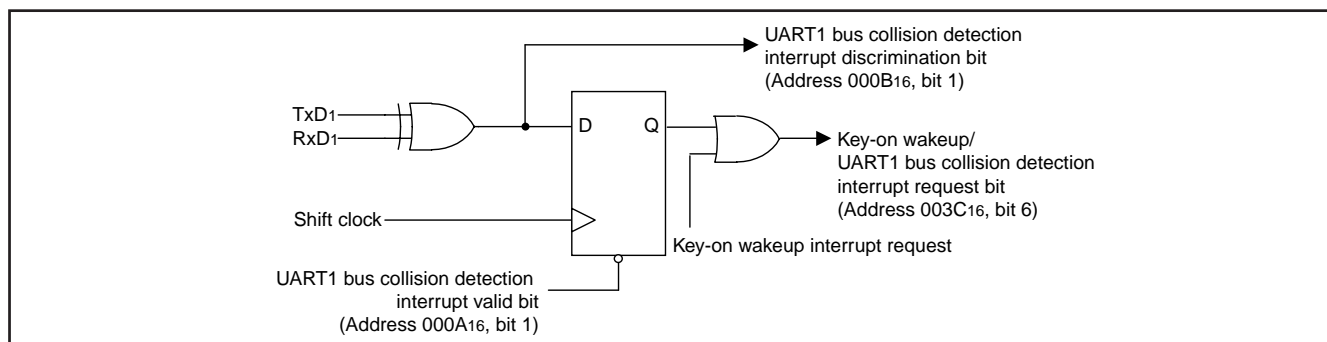 UART1 bus collision detection
interrupt discrimination bit
(Address 000B16, bit 1)
TxD1
RxD1
D
Q
Key-on wakeup/
UART1 bus collision detection
interrupt request bit
(Address 003C16, bit 6)
Shift clock
Key-on wakeup interrupt request
UART1 bus collision detection
interrupt valid bit
(Address 000A16, bit 1)